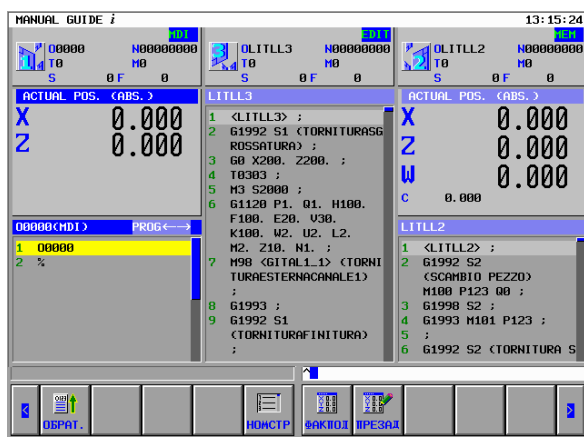 MANUAL GUIDE i 13:15:24
MDI
O0000 N00000000
T0 M0
S 0 F 0
EDIT
OLITLL3 N00000000
T0 M0
S 0 F 0
MEM
OLITLL2 N00000000
T0 M0
S 0 F 0
ACTUAL POS. (ABS.)
X 0.000
Z 0.000
O0000(MDI) PROG←→
1 O0000
2 %
LITLL3
1 <LITLL3> ;
2 G1992 S1 (TORNITURASG
ROSSATURA) ;
3 G0 X200. Z200. ;
4 T0303 ;
5 M3 S2000 ;
6 G1120 P1. Q1. H100.
F100. E20. V30.
K100. W2. U2. L2.
M2. Z10. N1. ;
7 M98 <GITAL1_1> (TORNI
TURAESTERNACANALE1)
;
8 G1993 ;
9 G1992 S1
(TORNITURAFINITURA)
;
ACTUAL POS. (ABS.)
X 0.000
Z 0.000
W 0.000
C 0.000
LITLL2
1 <LITLL2> ;
2 G1992 S2
(SCAMBIO PEZZO)
M100 P123 Q0 ;
3 G1998 S2 ;
4 G1993 M101 P123 ;
5 ;
6 G1992 S2 (TORNITURA S
^
< ОБРАТ. НОМСТР ФАКПОЛ ПРЕЗАД >